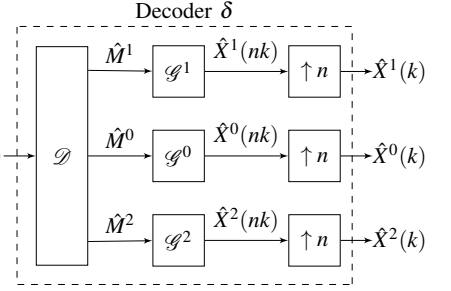 Decoder δ
M̂¹ 𝒢¹ X̂¹(nk) ↑n X̂¹(k)
𝒟 M̂⁰ 𝒢⁰ X̂⁰(nk) ↑n X̂⁰(k)
M̂² 𝒢² X̂²(nk) ↑n X̂²(k)